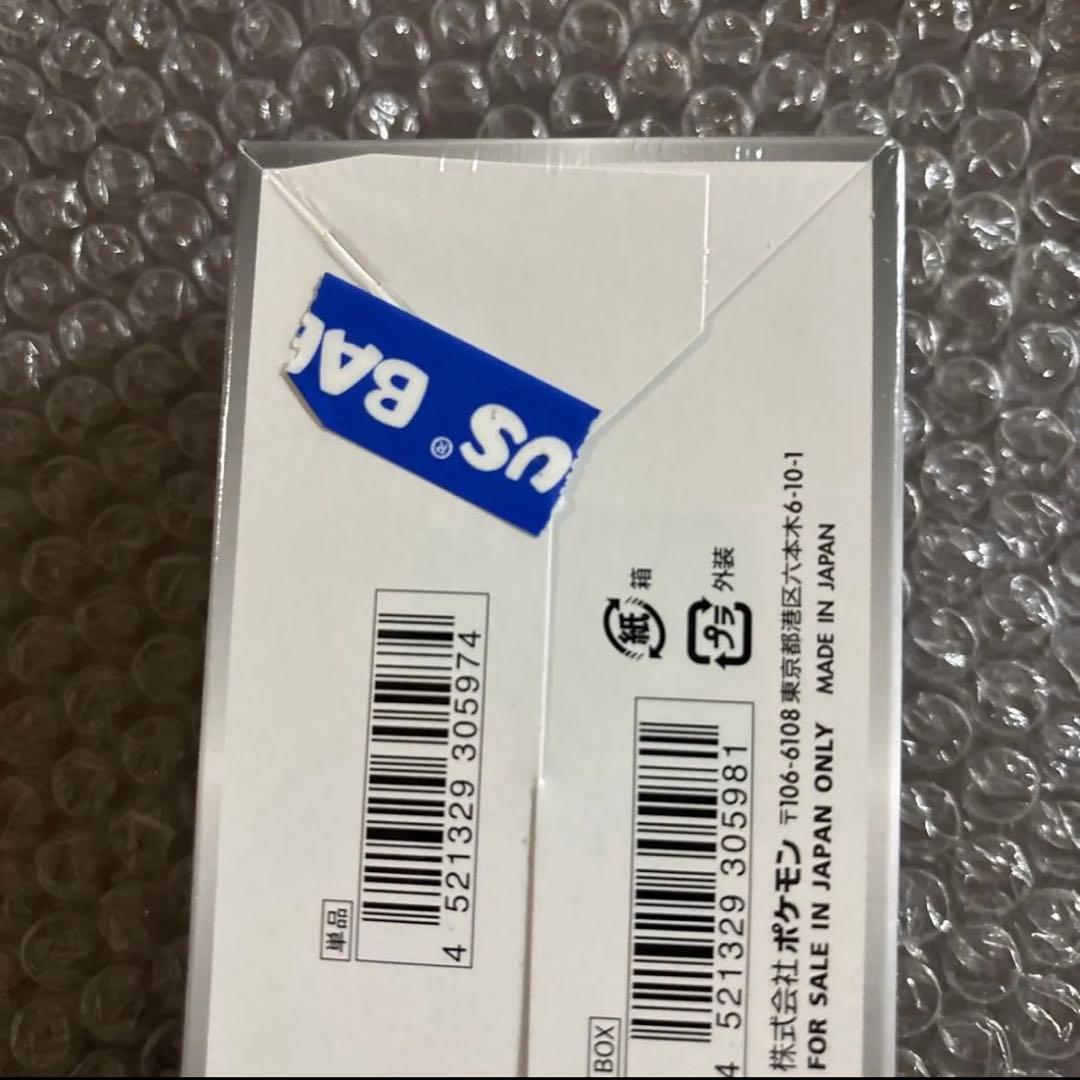 US® BA
単品
4 521329 305974
紙 箱
プラ 外装
BOX
4 521329 305981
株式会社ポケモン 〒106-6108 東京都港区六本木6-10-1
FOR SALE IN JAPAN ONLY MADE IN JAPAN